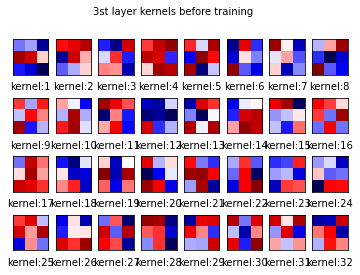 3st layer kernels before training
kernel:1 kernel:2 kernel:3 kernel:4 kernel:5 kernel:6 kernel:7 kernel:8
kernel:9 kernel:10 kernel:11 kernel:12 kernel:13 kernel:14 kernel:15 kernel:16
kernel:17 kernel:18 kernel:19 kernel:20 kernel:21 kernel:22 kernel:23 kernel:24
kernel:25 kernel:26 kernel:27 kernel:28 kernel:29 kernel:30 kernel:31 kernel:32